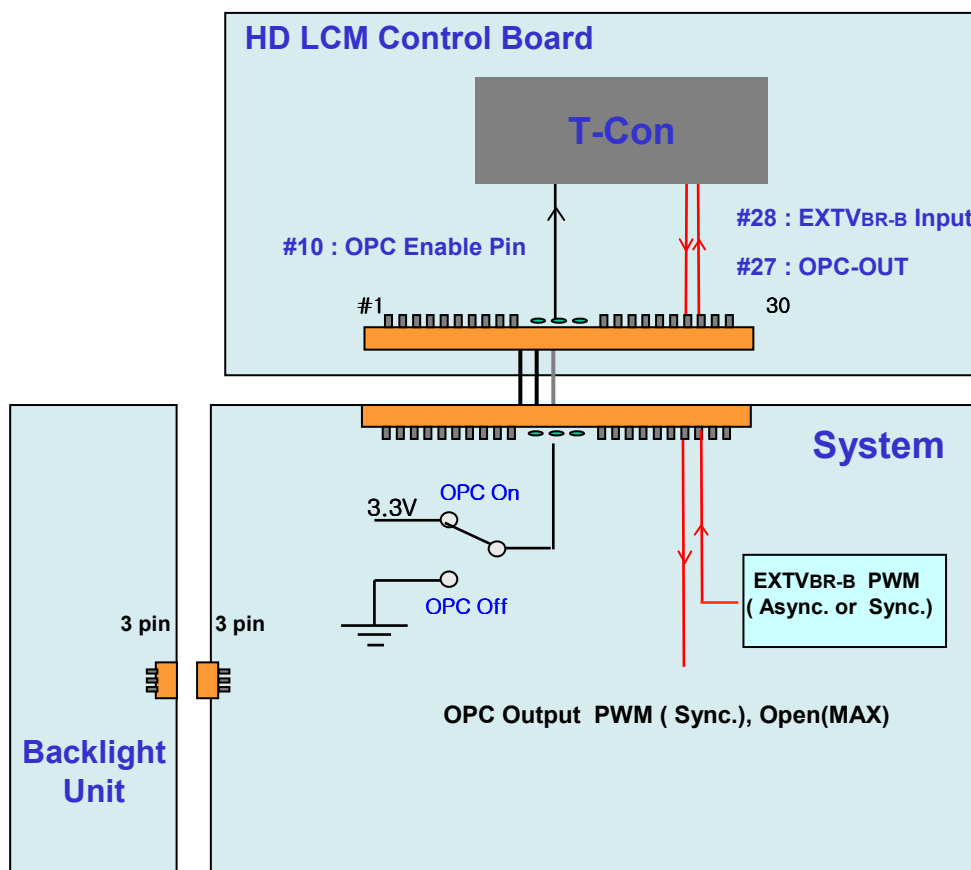 HD LCM Control Board
T-Con
#28 : EXTVBR-B Input
#10 : OPC Enable Pin
#27 : OPC-OUT
#1
30
System
OPC On
3.3V
OPC Off
EXTVBR-B PWM
( Async. or Sync.)
3 pin
3 pin
OPC Output PWM ( Sync.), Open(MAX)
Backlight
Unit